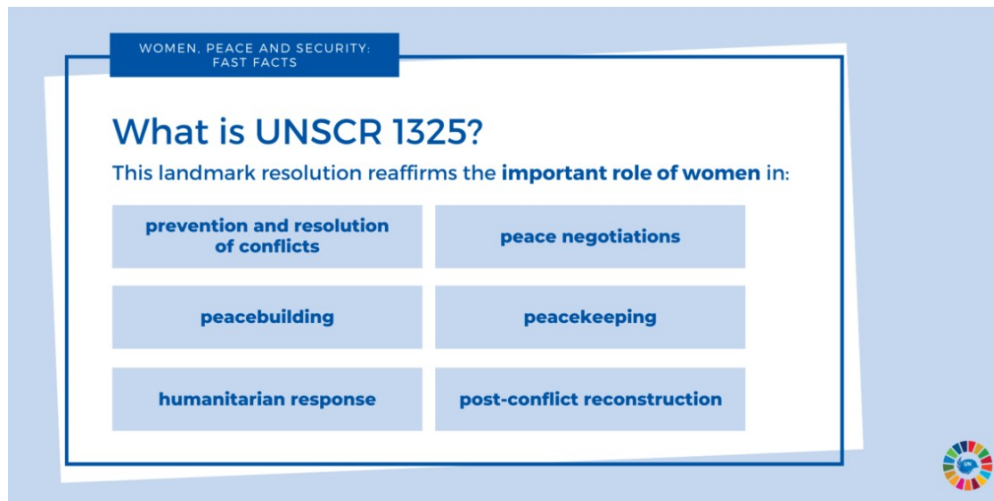 WOMEN, PEACE AND SECURITY:
FAST FACTS
What is UNSCR 1325?
This landmark resolution reaffirms the important role of women in:
prevention and resolution
of conflicts
peace negotiations
peacebuilding
peacekeeping
humanitarian response
post-conflict reconstruction